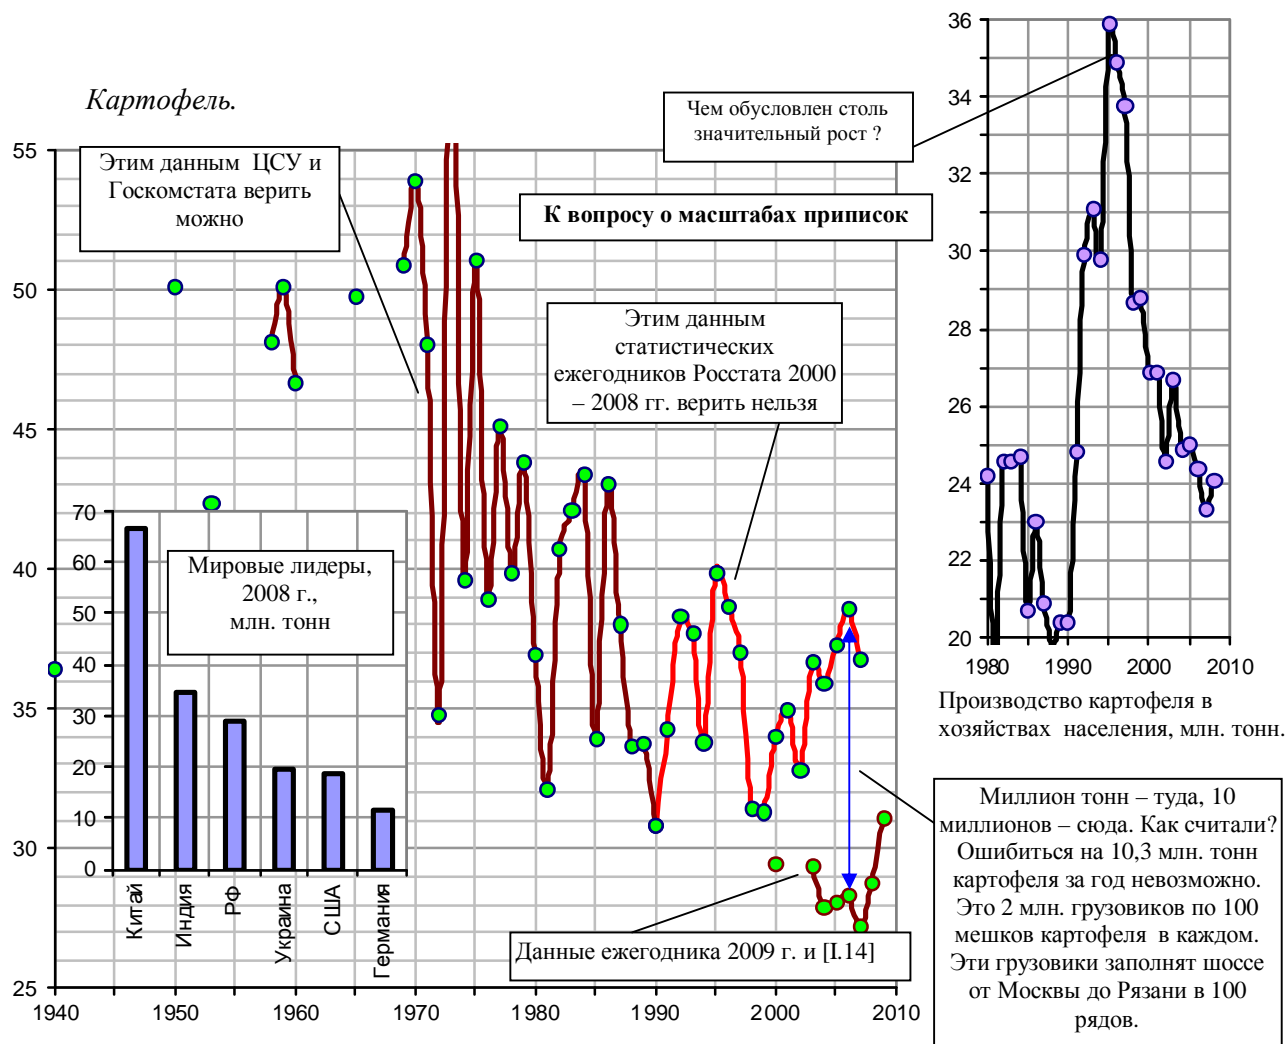 Картофель.
55
50
45
40
35
30
25
1940
1950
1960
1970
1980
1990
2000
2010
Этим данным ЦСУ и
Госкомстата верить
можно
К вопросу о масштабах приписок
Этим данным
статистических
ежегодников Росстата 2000
– 2008 гг. верить нельзя
Данные ежегодника 2009 г. и [I.14]
70
60
50
40
30
20
10
0
Мировые лидеры,
2008 г.,
млн. тонн
Китай
Индия
РФ
Украина
США
Германия
Чем обусловлен столь
значительный рост ?
36
34
32
30
28
26
24
22
20
1980
1990
2000
2010
Производство картофеля в
хозяйствах населения, млн. тонн.
Миллион тонн – туда, 10
миллионов – сюда. Как считали?
Ошибиться на 10,3 млн. тонн
картофеля за год невозможно.
Это 2 млн. грузовиков по 100
мешков картофеля в каждом.
Эти грузовики заполнят шоссе
от Москвы до Рязани в 100
рядов.